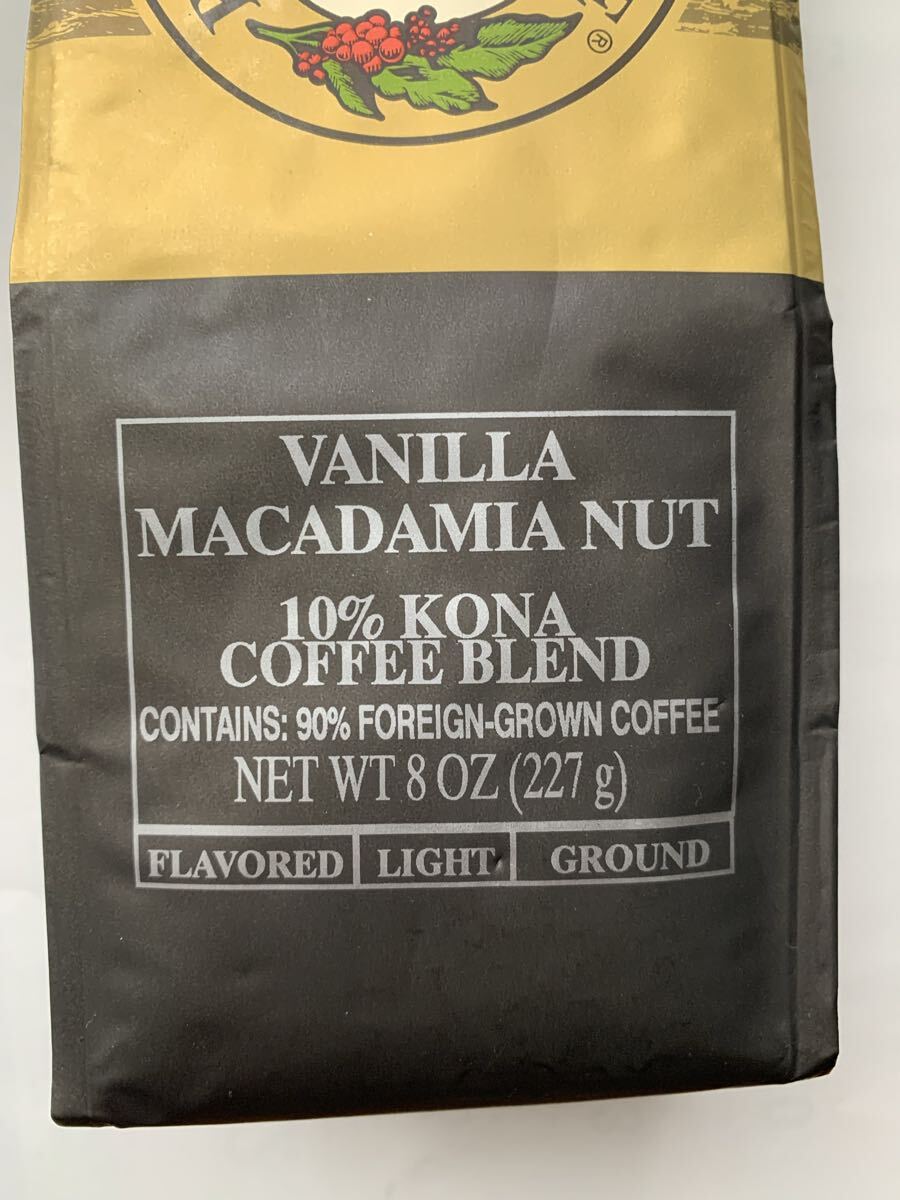 ®
VANILLA
MACADAMIA NUT
10% KONA
COFFEE BLEND
CONTAINS: 90% FOREIGN-GROWN COFFEE
NET WT 8 OZ (227 g)
FLAVORED LIGHT GROUND